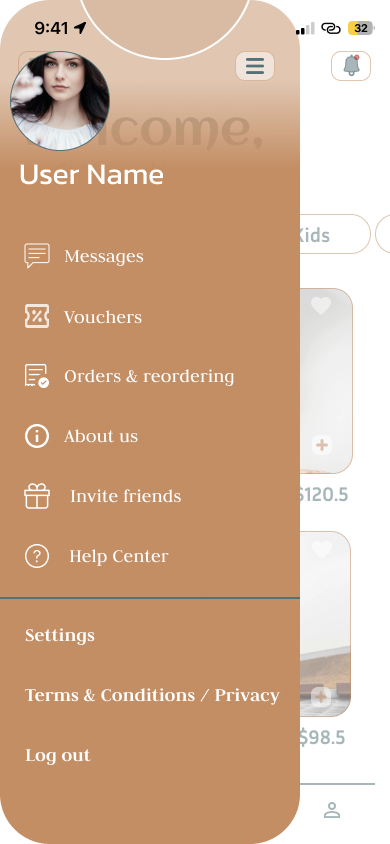 9:41
32
lcome,
User Name
Kids
Messages
Vouchers
Orders & reordering
About us
$120.5
Invite friends
Help Center
Settings
Terms & Conditions / Privacy
$98.5
Log out